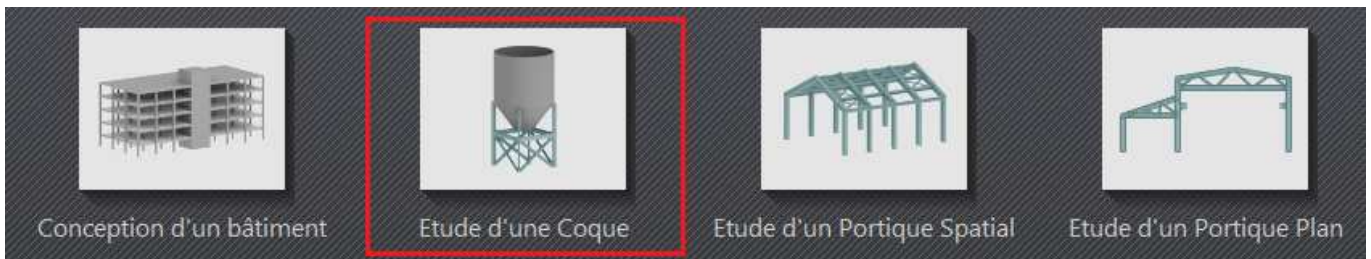 Conception d'un bâtiment
Etude d'une Coque
Etude d'un Portique Spatial
Etude d'un Portique Plan